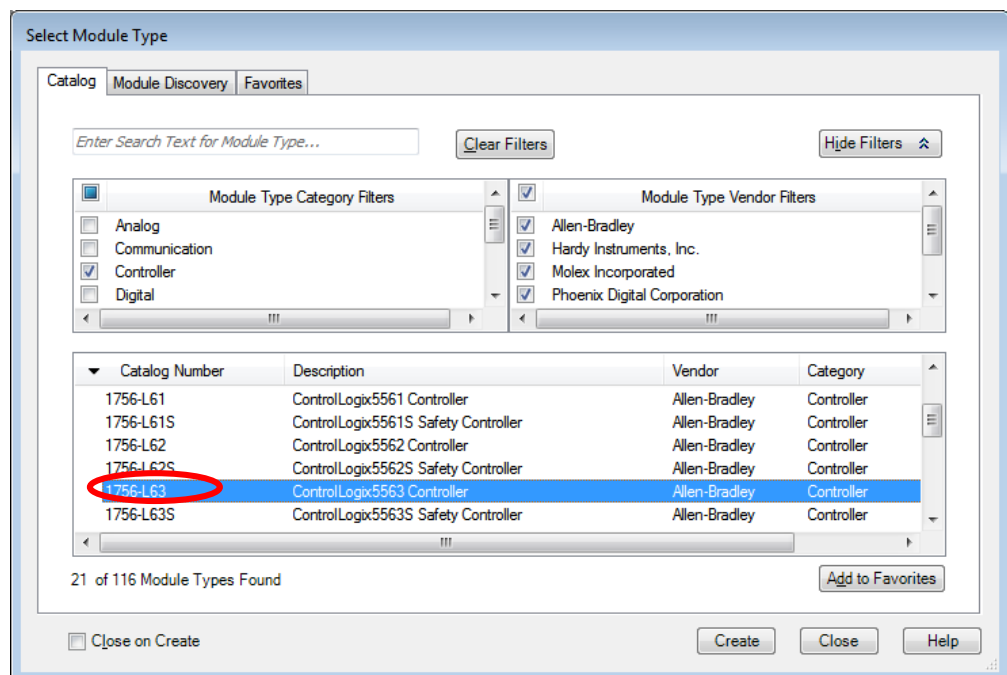 Select Module Type
Catalog Module Discovery Favorites
Enter Search Text for Module Type... Clear Filters Hide Filters
Module Type Category Filters Module Type Vendor Filters
Analog Allen-Bradley
Communication Hardy Instruments, Inc.
Controller Molex Incorporated
Digital Phoenix Digital Corporation
Catalog Number Description Vendor Category
1756-L61 ControlLogix5561 Controller Allen-Bradley Controller
1756-L61S ControlLogix5561S Safety Controller Allen-Bradley Controller
1756-L62 ControlLogix5562 Controller Allen-Bradley Controller
1756-L62S ControlLogix5562S Safety Controller Allen-Bradley Controller
1756-L63 ControlLogix5563 Controller Allen-Bradley Controller
1756-L63S ControlLogix5563S Safety Controller Allen-Bradley Controller
21 of 116 Module Types Found Add to Favorites
Close on Create Create Close Help